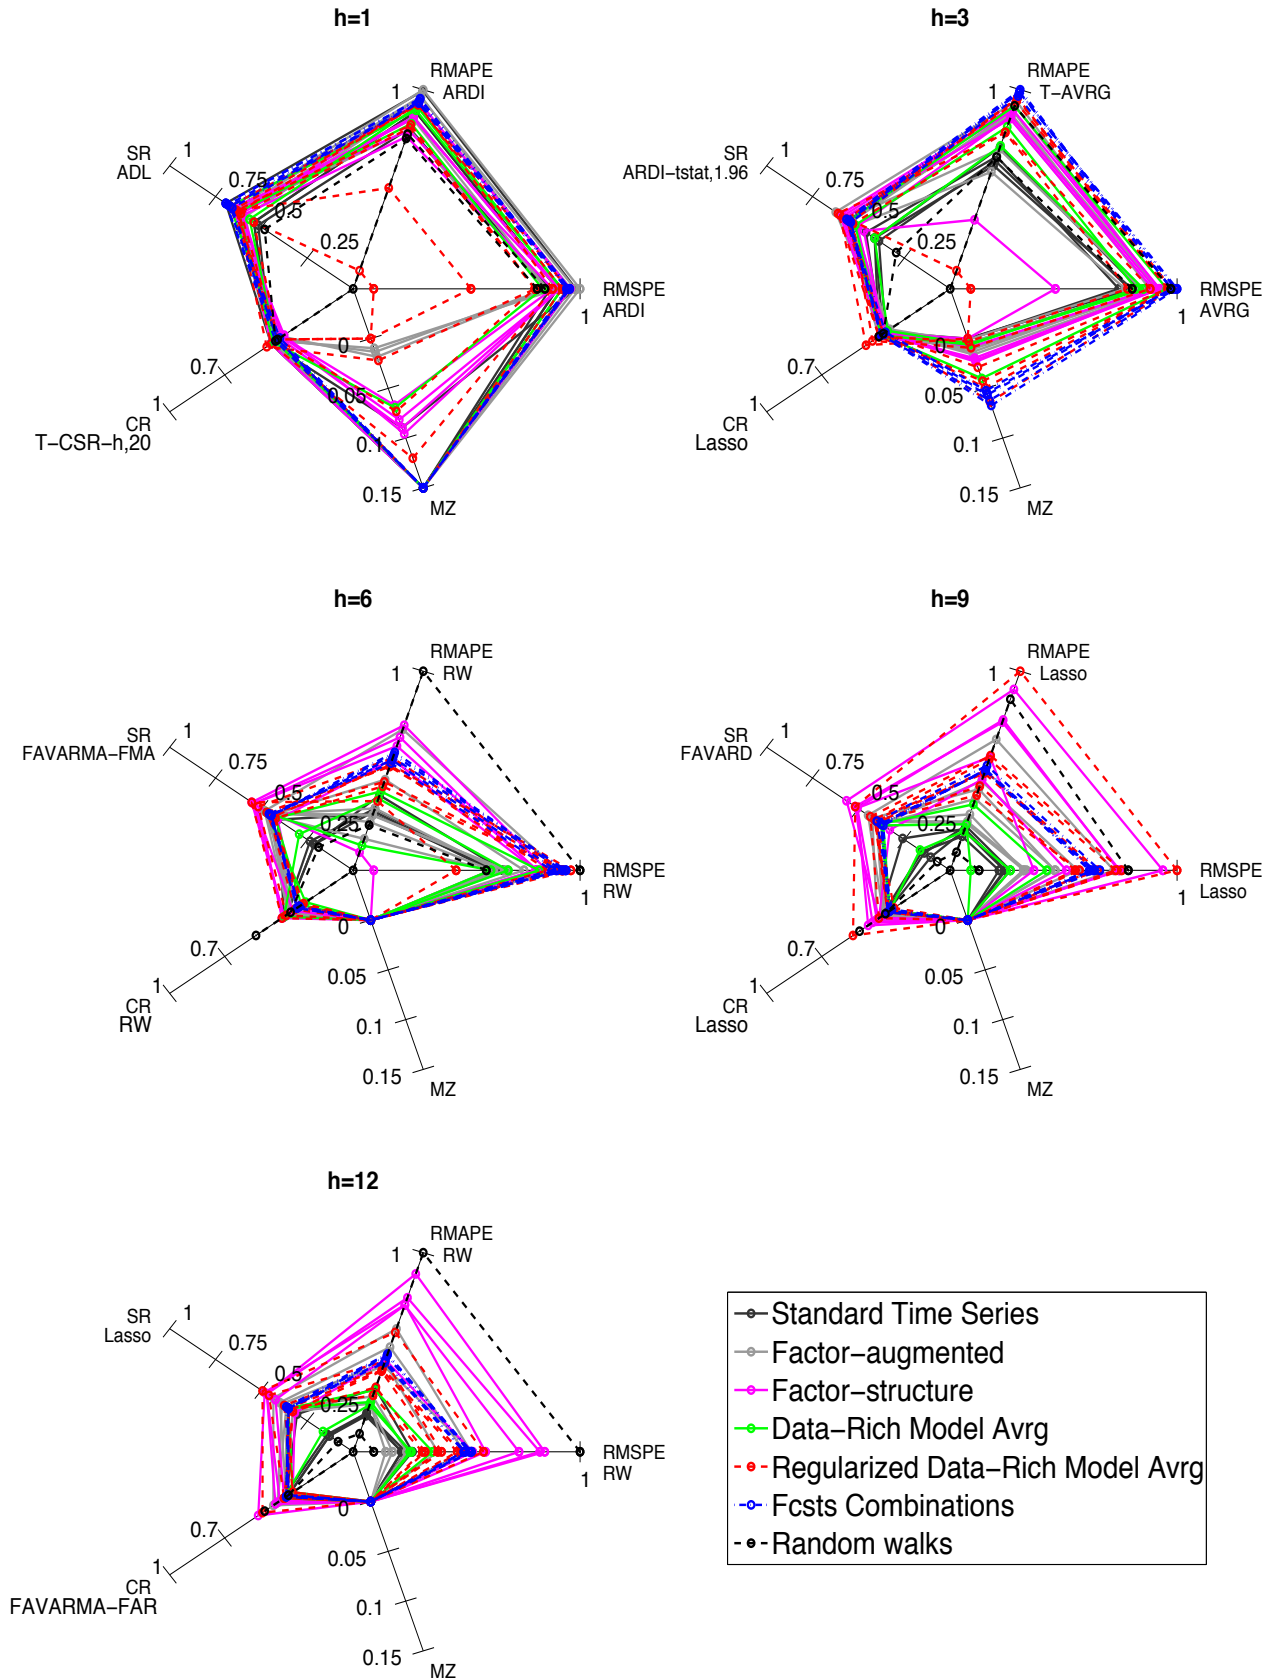 h=1
RMAPE
ARDI
1
SR
ADL
1
0.75
0.5
0.25
RMSPE
ARDI
1
0
0.05
0.1
0.15
MZ
0.7
1
CR
T−CSR−h,20
h=3
RMAPE
T−AVRG
1
SR
ARDI−tstat,1.96
1
0.75
0.5
0.25
RMSPE
AVRG
1
0
0.05
0.1
0.15
MZ
0.7
1
CR
Lasso
h=6
RMAPE
RW
1
SR
FAVARMA−FMA
1
0.75
0.5
0.25
RMSPE
RW
1
0
0.05
0.1
0.15
MZ
0.7
1
CR
RW
h=9
RMAPE
Lasso
1
SR
FAVARD
1
0.75
0.5
0.25
RMSPE
Lasso
1
0
0.05
0.1
0.15
MZ
0.7
1
CR
Lasso
h=12
RMAPE
RW
1
SR
Lasso
1
0.75
0.5
0.25
RMSPE
RW
1
0
0.05
0.1
0.15
MZ
0.7
1
CR
FAVARMA−FAR
Standard Time Series
Factor−augmented
Factor−structure
Data−Rich Model Avrg
Regularized Data−Rich Model Avrg
Fcsts Combinations
Random walks